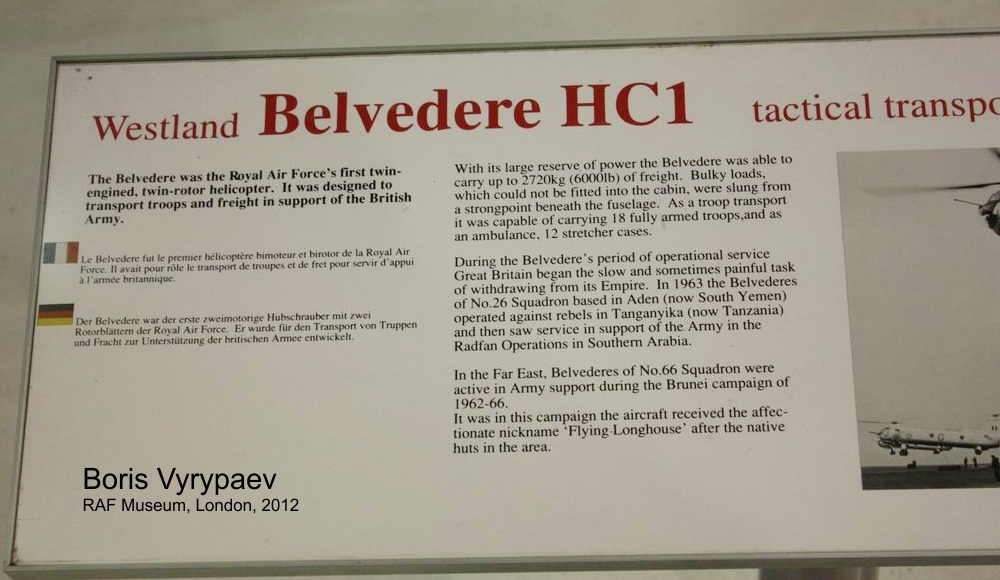 Westland Belvedere HC1 tactical transpo
The Belvedere was the Royal Air Force's first twin-
engined, twin-rotor helicopter. It was designed to
transport troops and freight in support of the British
Army.
Le Belvedere fut le premier hélicoptère bimoteur et birotor de la Royal Air
Force. Il avait pour rôle le transport de troupes et de fret pour servir d'appui
à l'armée britannique.
Der Belvedere war der erste zweimotorige Hubschrauber mit zwei
Rotorblättern der Royal Air Force. Er wurde für den Transport von Truppen
und Fracht zur Unterstützung der britischen Armee entwickelt.
With its large reserve of power the Belvedere was able to
carry up to 2720kg (6000lb) of freight. Bulky loads,
which could not be fitted into the cabin, were slung from
a strongpoint beneath the fuselage. As a troop transport
it was capable of carrying 18 fully armed troops,and as
an ambulance, 12 stretcher cases.
During the Belvedere's period of operational service
Great Britain began the slow and sometimes painful task
of withdrawing from its Empire. In 1963 the Belvederes
of No.26 Squadron based in Aden (now South Yemen)
operated against rebels in Tanganyika (now Tanzania)
and then saw service in support of the Army in the
Radfan Operations in Southern Arabia.
In the Far East, Belvederes of No.66 Squadron were
active in Army support during the Brunei campaign of
1962-66.
It was in this campaign the aircraft received the affec-
tionate nickname 'Flying Longhouse' after the native
huts in the area.
Boris Vyrypaev
RAF Museum, London, 2012